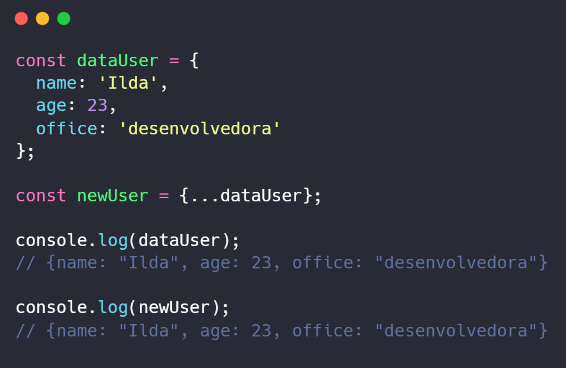 const dataUser = {
  name: 'Ilda',
  age: 23,
  office: 'desenvolvedora'
};

const newUser = {...dataUser};

console.log(dataUser);
// {name: "Ilda", age: 23, office: "desenvolvedora"}

console.log(newUser);
// {name: "Ilda", age: 23, office: "desenvolvedora"}